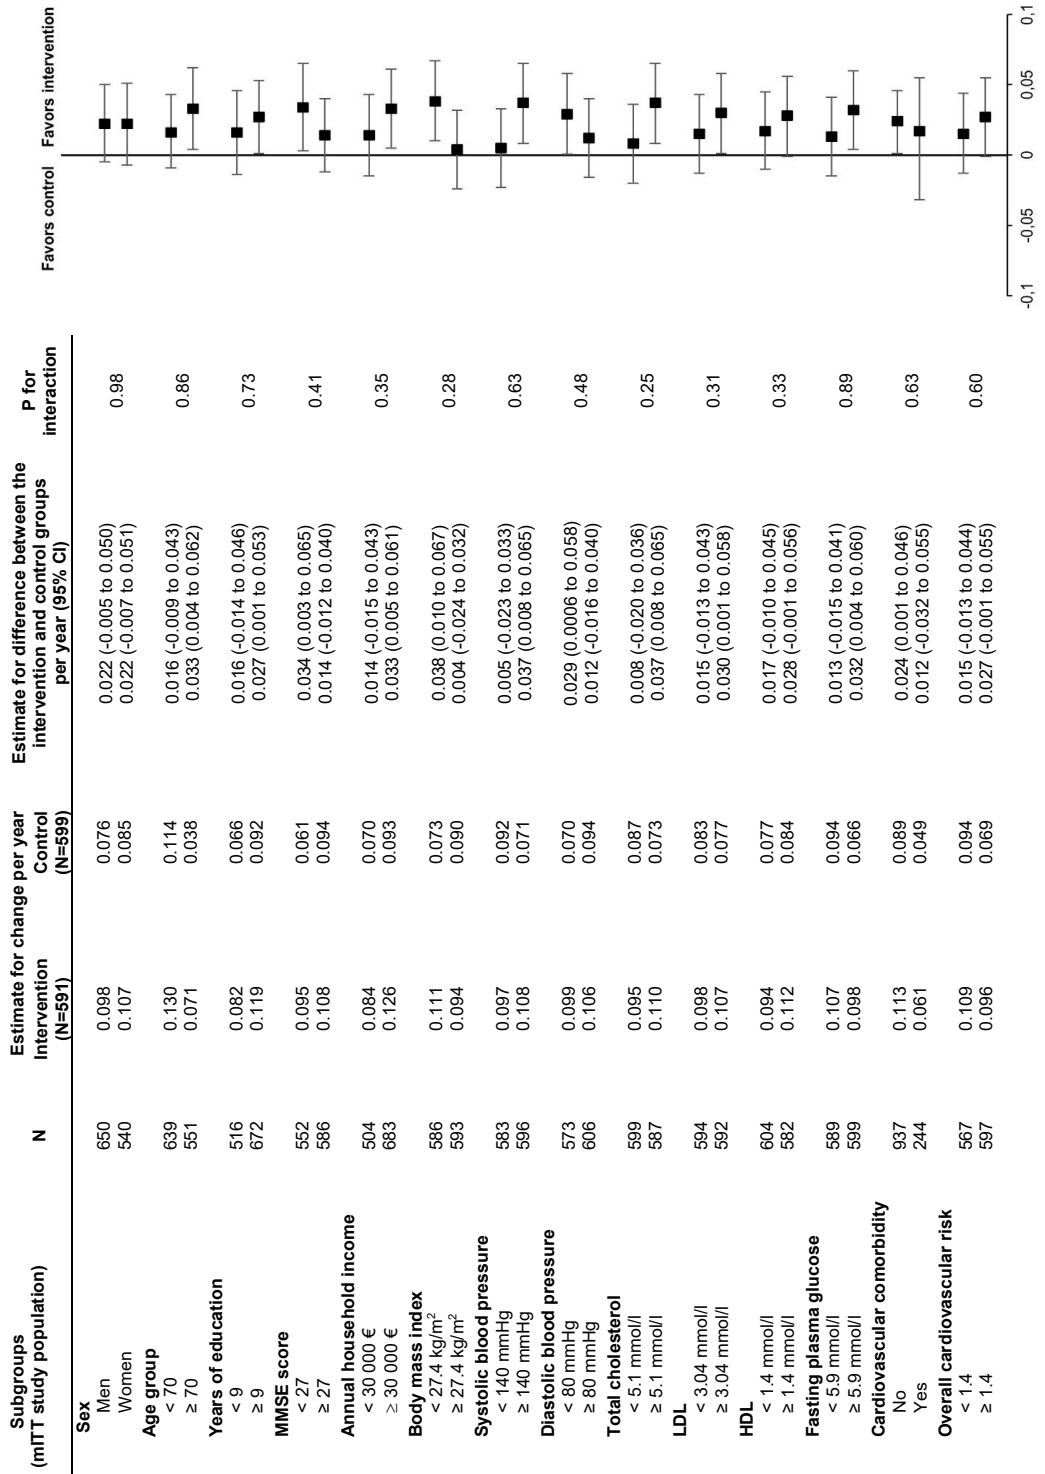 Subgroups
(mITT study population)
N
Estimate for change per year
Intervention
(N=591)
Control
(N=599)
Estimate for difference between the
intervention and control groups
per year (95% CI)
P for
interaction
Favors control
Favors intervention
Sex
Men 650 0.098 0.076 0.022 (-0.005 to 0.050)
0.98
Women 540 0.107 0.085 0.022 (-0.007 to 0.051)
Age group
< 70 639 0.130 0.114 0.016 (-0.009 to 0.043)
0.86
≥ 70 551 0.071 0.038 0.033 (0.004 to 0.062)
Years of education
< 9 516 0.082 0.066 0.016 (-0.014 to 0.046)
0.73
≥ 9 672 0.119 0.092 0.027 (0.001 to 0.053)
MMSE score
< 27 552 0.095 0.061 0.034 (0.003 to 0.065)
0.41
≥ 27 586 0.108 0.094 0.014 (-0.012 to 0.040)
Annual household income
< 30 000 € 504 0.084 0.070 0.014 (-0.015 to 0.043)
0.35
≥ 30 000 € 683 0.126 0.093 0.033 (0.005 to 0.061)
Body mass index
< 27.4 kg/m² 586 0.111 0.073 0.038 (0.010 to 0.067)
0.28
≥ 27.4 kg/m² 593 0.094 0.090 0.004 (-0.024 to 0.032)
Systolic blood pressure
< 140 mmHg 583 0.097 0.092 0.005 (-0.023 to 0.033)
0.63
≥ 140 mmHg 596 0.108 0.071 0.037 (0.008 to 0.065)
Diastolic blood pressure
< 80 mmHg 573 0.099 0.070 0.029 (0.0006 to 0.058)
0.48
≥ 80 mmHg 606 0.106 0.094 0.012 (-0.016 to 0.040)
Total cholesterol
< 5.1 mmol/l 599 0.095 0.087 0.008 (-0.020 to 0.036)
0.25
≥ 5.1 mmol/l 587 0.110 0.073 0.037 (0.008 to 0.065)
LDL
< 3.04 mmol/l 594 0.098 0.083 0.015 (-0.013 to 0.043)
0.31
≥ 3.04 mmol/l 592 0.107 0.077 0.030 (0.001 to 0.058)
HDL
< 1.4 mmol/l 604 0.094 0.077 0.017 (-0.010 to 0.045)
0.33
≥ 1.4 mmol/l 582 0.112 0.084 0.028 (-0.001 to 0.056)
Fasting plasma glucose
< 5.9 mmol/l 589 0.107 0.094 0.013 (-0.015 to 0.041)
0.89
≥ 5.9 mmol/l 599 0.098 0.066 0.032 (0.004 to 0.060)
Cardiovascular comorbidity
No 937 0.113 0.089 0.024 (0.001 to 0.046)
0.63
Yes 244 0.061 0.049 0.012 (-0.032 to 0.055)
Overall cardiovascular risk
< 1.4 567 0.109 0.094 0.015 (-0.013 to 0.044)
0.60
≥ 1.4 597 0.096 0.069 0.027 (-0.001 to 0.055)
-0,1 -0,05 0 0,05 0,1